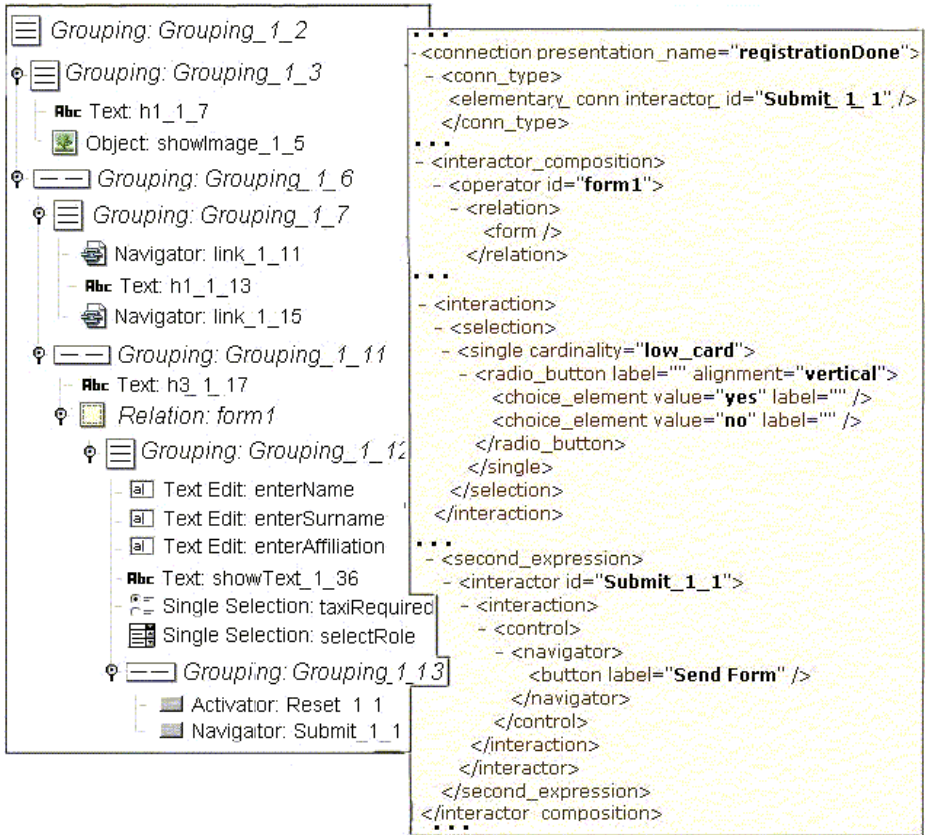 Grouping: Grouping_1_2
Grouping: Grouping_1_3
Abc Text: h1_1_7
Object: showImage_1_5
Grouping: Grouping_1_6
Grouping: Grouping_1_7
Navigator: link_1_11
Abc Text: h1_1_13
Navigator: link_1_15
Grouping: Grouping_1_11
Abc Text: h3_1_17
Relation: form1
Grouping: Grouping_1_12
a| Text Edit: enterName
a| Text Edit: enterSurname
a| Text Edit: enterAffiliation
Abc Text: showText_1_36
Single Selection: taxiRequired
Single Selection: selectRole
Grouping: Grouping_1_13
Activator: Reset_1_1
Navigator: Submit_1_1
...
- <connection presentation_name="registrationDone">
- <conn_type>
<elementary_conn interactor_id="Submit_1_1" />
</conn_type>
...
- <interactor_composition>
- <operator id="form1">
- <relation>
<form />
</relation>
...
- <interaction>
- <selection>
- <single cardinality="low_card">
- <radio_button label="" alignment="vertical">
<choice_element value="yes" label="" />
<choice_element value="no" label="" />
</radio_button>
</single>
</selection>
</interaction>
...
- <second_expression>
- <interactor id="Submit_1_1">
- <interaction>
- <control>
- <navigator>
<button label="Send Form" />
</navigator>
</control>
</interaction>
</interactor>
</second_expression>
</interactor_composition>
...